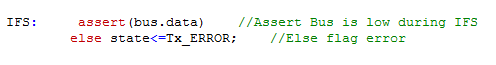 IFS: assert(bus.data) //Assert Bus is low during IFS
else state<=Tx_ERROR; //Else flag error